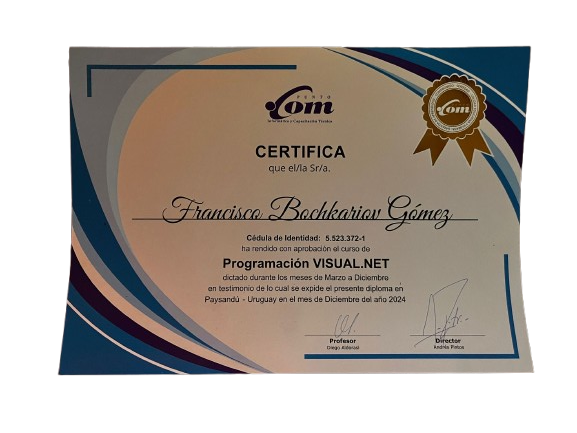 PUNTO
.com
Informática y Capacitación Técnica
.com
CERTIFICA
que el/la Sr/a.
Francisco Bochkariov Gómez
Cédula de Identidad: 5.523.372-1
ha rendido con aprobación el curso de
Programación VISUAL.NET
dictado durante los meses de Marzo a Diciembre
en testimonio de lo cual se expide el presente diploma en
Paysandú - Uruguay en el mes de Diciembre del año 2024
Profesor
Diego
Director
Andrés Pintos